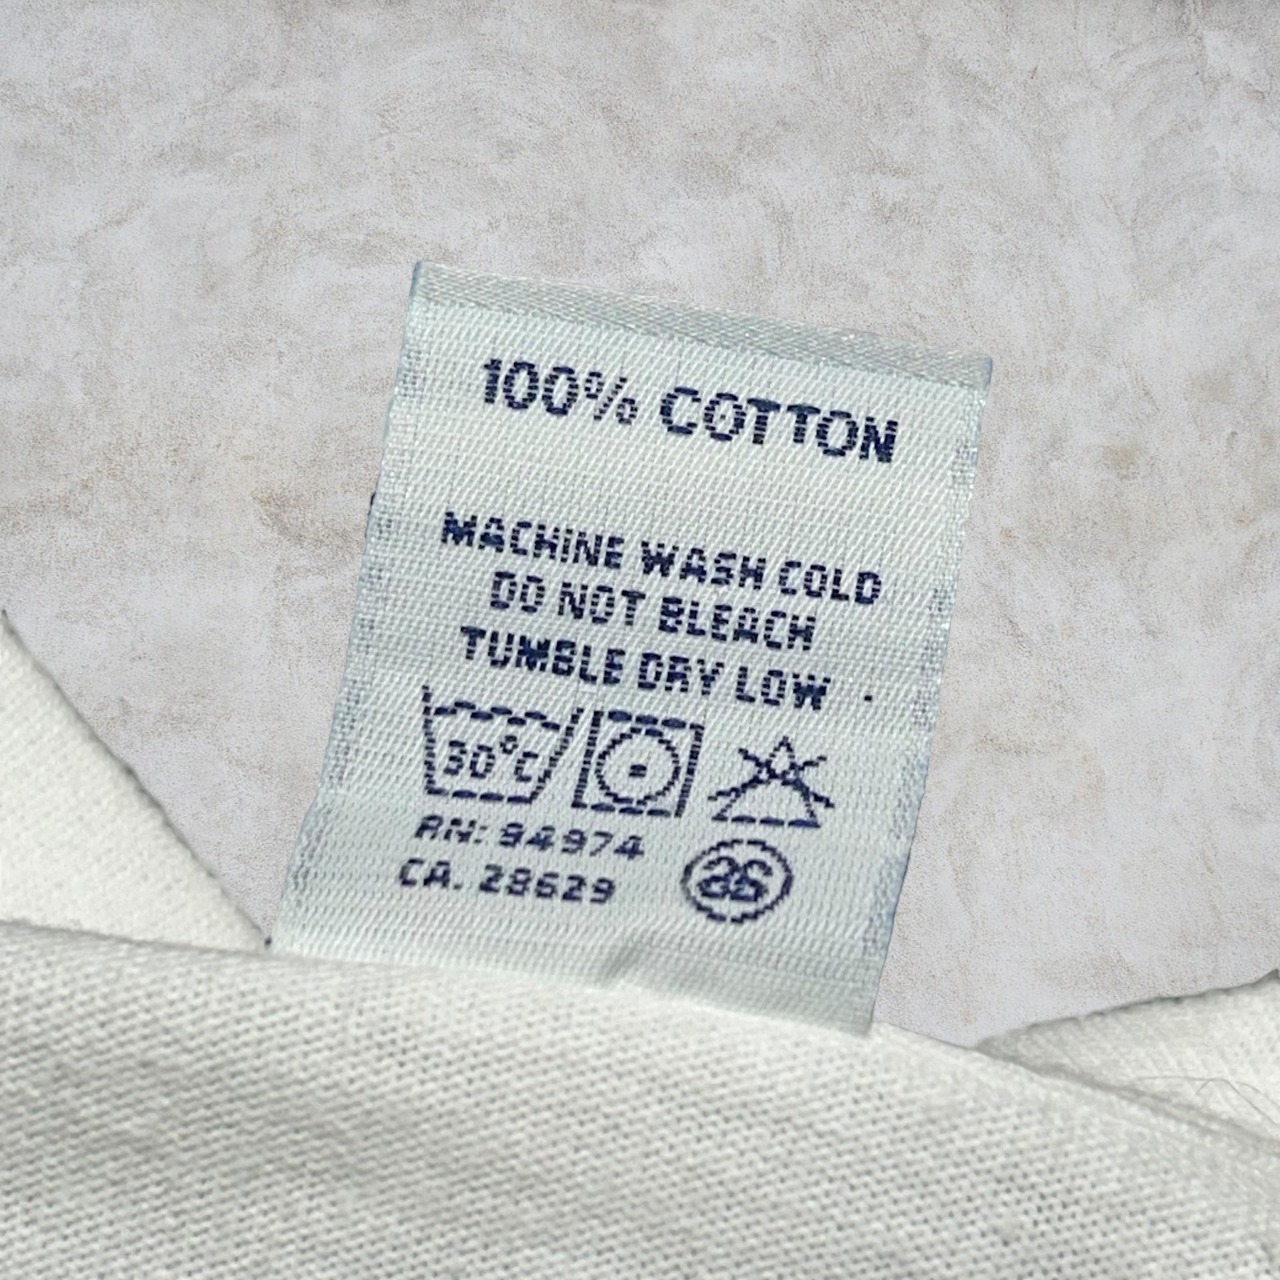 100% COTTON
MACHINE WASH COLD
DO NOT BLEACH
TUMBLE DRY LOW
30°C
RN: 94974
CA. 28629